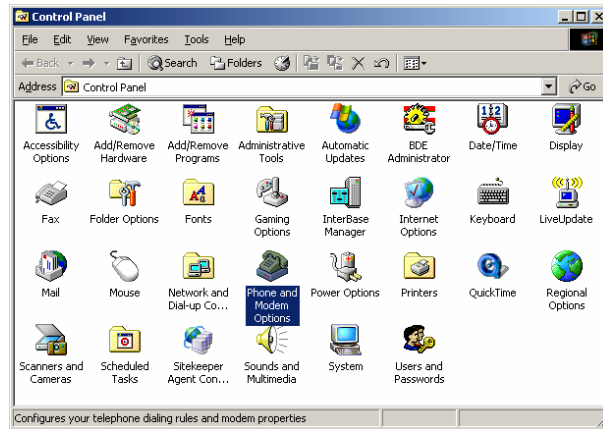 Control Panel
File Edit View Favorites Tools Help
Back Search Folders
Address Control Panel Go
Accessibility Options
Add/Remove Hardware
Add/Remove Programs
Administrative Tools
Automatic Updates
BDE Administrator
Date/Time
Display
Fax
Folder Options
Fonts
Gaming Options
InterBase Manager
Internet Options
Keyboard
LiveUpdate
Mail
Mouse
Network and Dial-up Co...
Phone and Modem Options
Power Options
Printers
QuickTime
Regional Options
Scanners and Cameras
Scheduled Tasks
Sitekeeper Agent Con...
Sounds and Multimedia
System
Users and Passwords
Configures your telephone dialing rules and modem properties